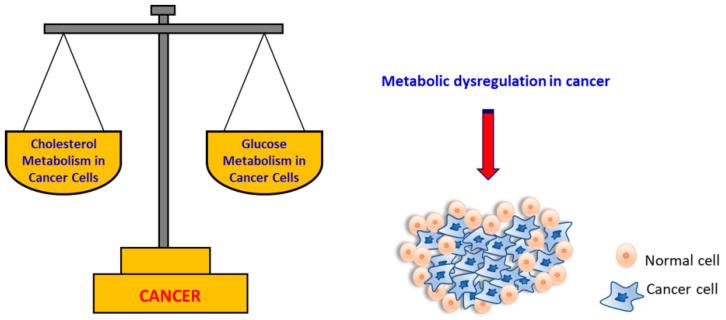 Cholesterol
Metabolism in
Cancer Cells
Glucose
Metabolism in
Cancer Cells
CANCER
Metabolic dysregulation in cancer
Normal cell
Cancer cell